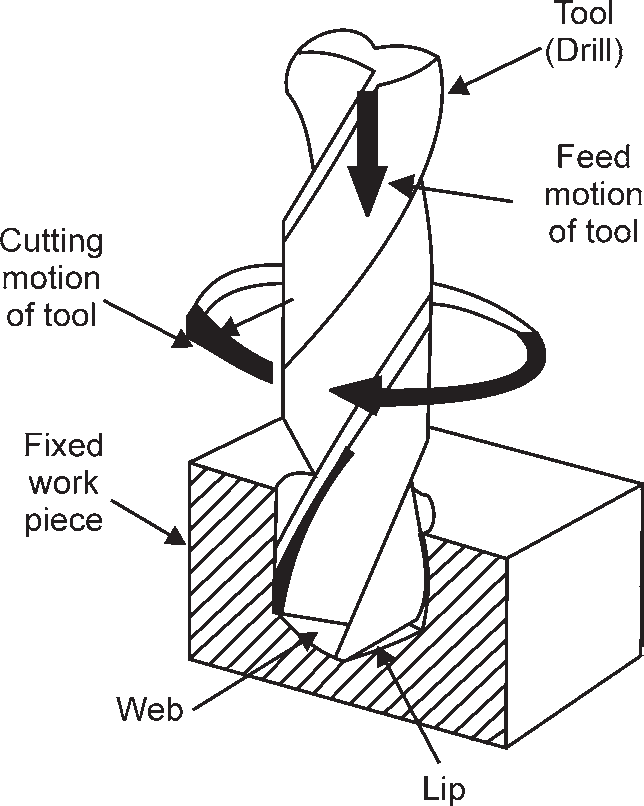 Tool
(Drill)
Feed
motion
of tool
Cutting
motion
of tool
Fixed
work
piece
Web
Lip